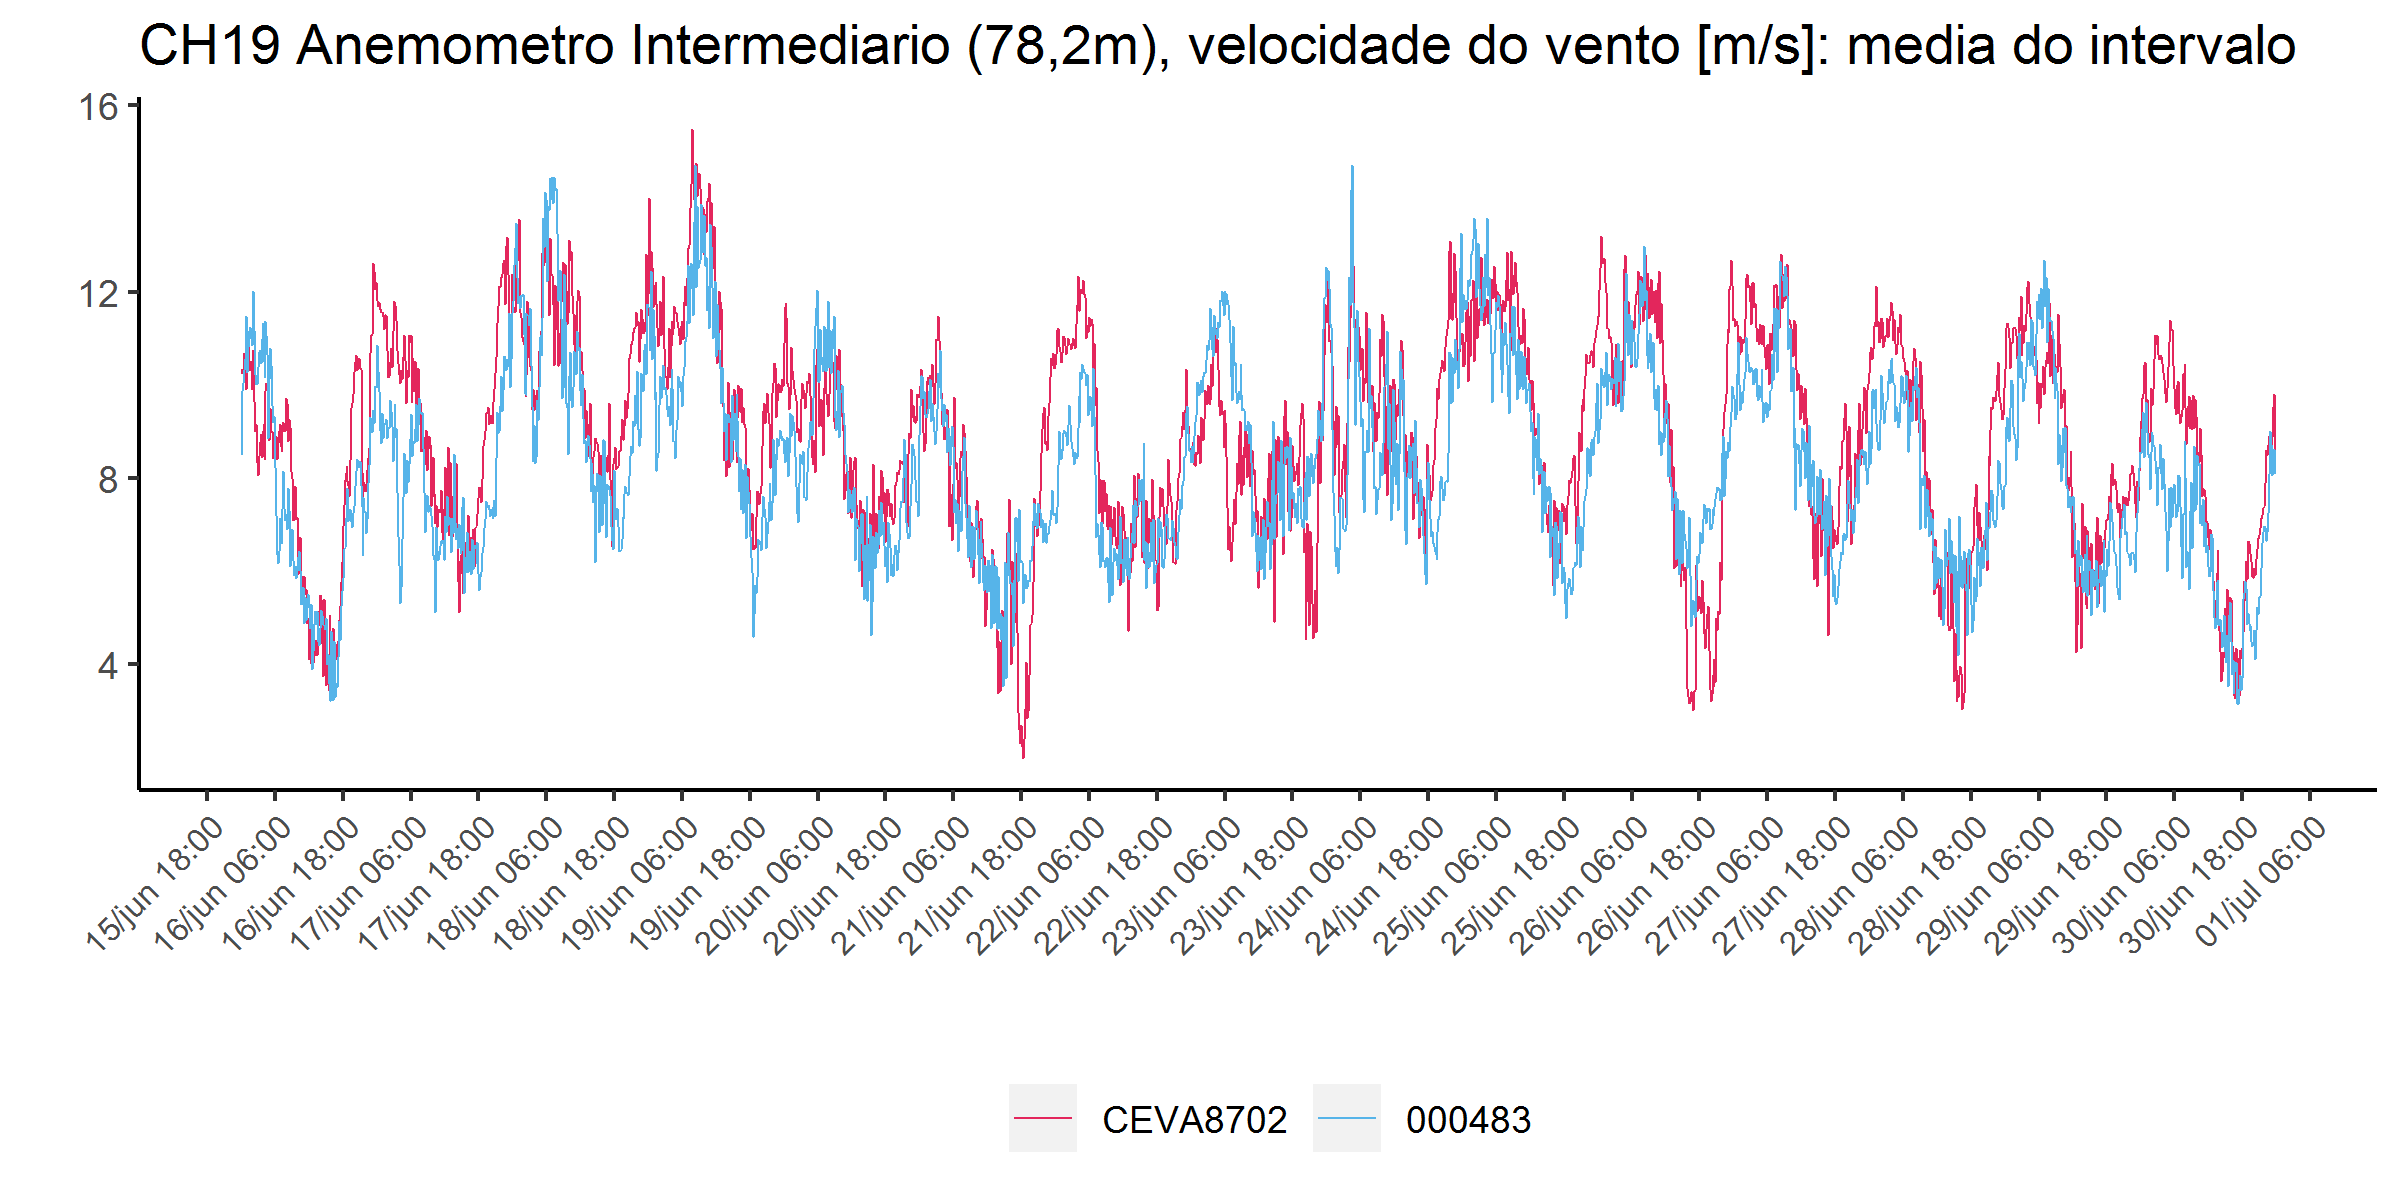 CH19 Anemometro Intermediario (78,2m), velocidade do vento [m/s]: media do intervalo
16
12
8
4
15/jun 18:00
16/jun 06:00
16/jun 18:00
17/jun 06:00
17/jun 18:00
18/jun 06:00
18/jun 18:00
19/jun 06:00
19/jun 18:00
20/jun 06:00
20/jun 18:00
21/jun 06:00
21/jun 18:00
22/jun 06:00
22/jun 18:00
23/jun 06:00
23/jun 18:00
24/jun 06:00
24/jun 18:00
25/jun 06:00
25/jun 18:00
26/jun 06:00
26/jun 18:00
27/jun 06:00
27/jun 18:00
28/jun 06:00
28/jun 18:00
29/jun 06:00
29/jun 18:00
30/jun 06:00
30/jun 18:00
01/jul 06:00
CEVA8702
000483